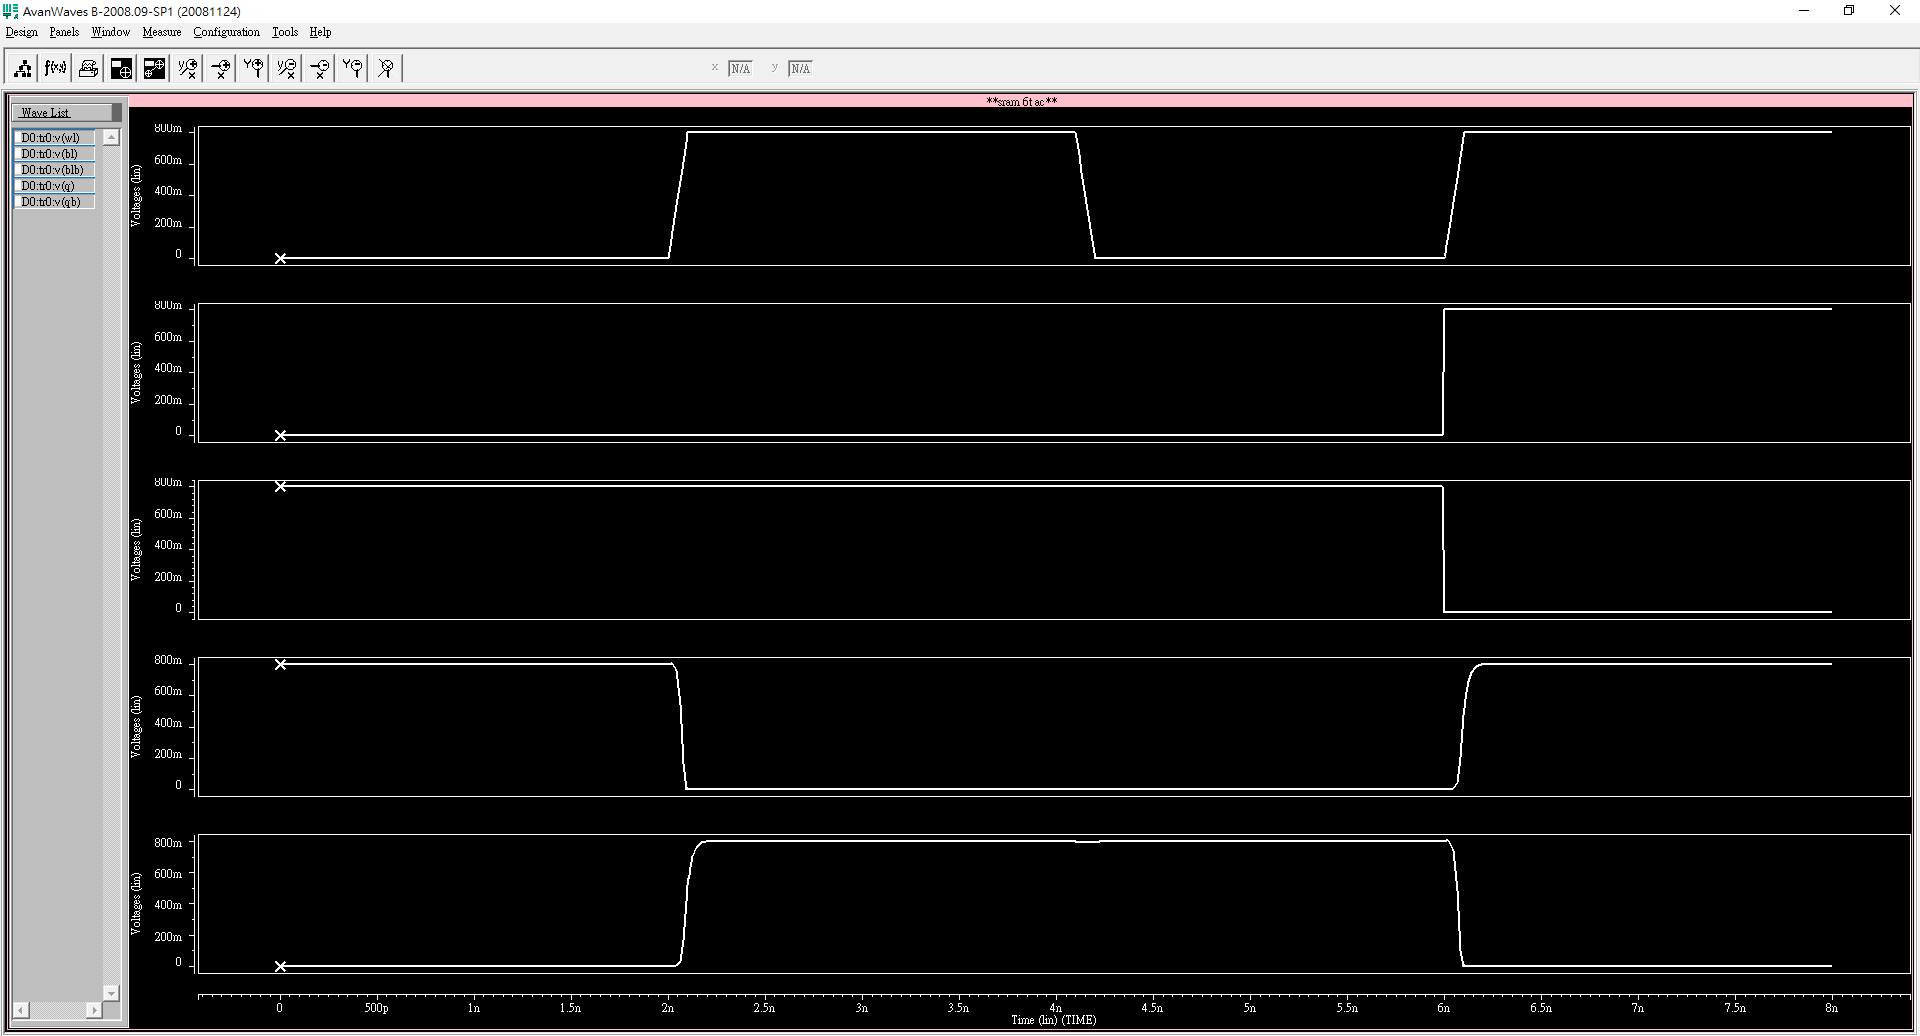 AvanWaves B-2008.09-SP1 (20081124)
Design Panels Window Measure Configuration Tools Help
f(x) x N/A y N/A
**sram 6t ac**
Wave List
D0:tr0:v(wl)
D0:tr0:v(bl)
D0:tr0:v(blb)
D0:tr0:v(q)
D0:tr0:v(qb)
Voltages (lin)
800m
600m
400m
200m
0
Voltages (lin)
800m
600m
400m
200m
0
Voltages (lin)
800m
600m
400m
200m
0
Voltages (lin)
800m
600m
400m
200m
0
Voltages (lin)
800m
600m
400m
200m
0
0 500p 1n 1.5n 2n 2.5n 3n 3.5n 4n 4.5n 5n 5.5n 6n 6.5n 7n 7.5n 8n
Time (lin) (TIME)